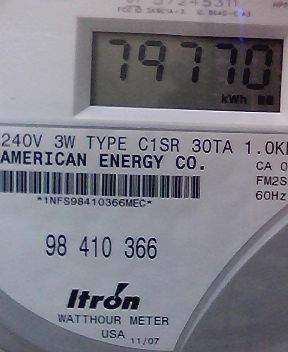 79770
kWh
240V 3W TYPE C1SR 30TA 1.0
AMERICAN ENERGY CO.
CA 0
FM2S
60Hz
*1NFS98410366MEC*
98 410 366
Itron
WATTHOUR METER
USA 11/07